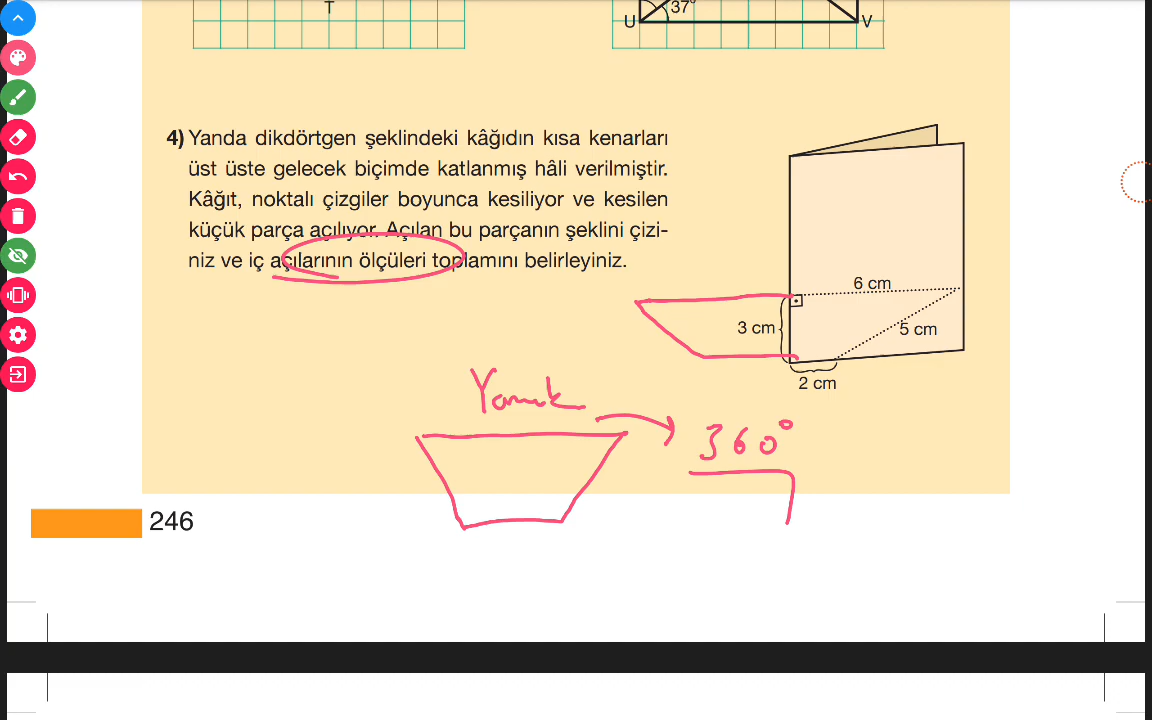 T
U 37° V
4) Yanda dikdörtgen şeklindeki kâğıdın kısa kenarları
üst üste gelecek biçimde katlanmış hâli verilmiştir.
Kâğıt, noktalı çizgiler boyunca kesiliyor ve kesilen
küçük parça açılıyor. Açılan bu parçanın şeklini çizi-
niz ve iç açılarının ölçüleri toplamını belirleyiniz.
6 cm
3 cm
5 cm
2 cm
Yamuk
360°
246